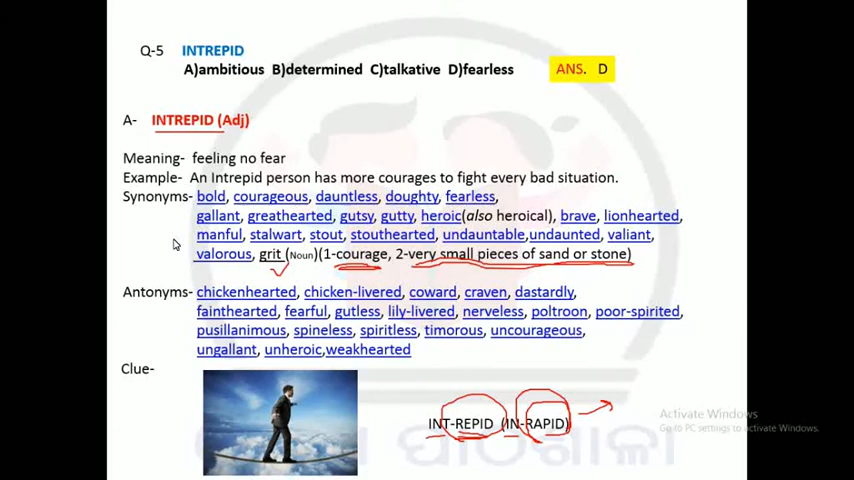 Q-5 INTREPID
A)ambitious B)determined C)talkative D)fearless ANS. D
A- INTREPID (Adj)
Meaning- feeling no fear
Example- An Intrepid person has more courages to fight every bad situation.
Synonyms- bold, courageous, dauntless, doughty, fearless,
gallant, greathearted, gutsy, gutty, heroic(also heroical), brave, lionhearted,
manful, stalwart, stout, stouthearted, undauntable,undaunted, valiant,
valorous, grit (Noun)(1-courage, 2-very small pieces of sand or stone)
Antonyms- chickenhearted, chicken-livered, coward, craven, dastardly,
fainthearted, fearful, gutless, lily-livered, nerveless, poltroon, poor-spirited,
pusillanimous, spineless, spiritless, timorous, uncourageous,
ungallant, unheroic,weakhearted
Clue-
INT-REPID (IN-RAPID)
Activate Windows
Go to PC settings to activate Windows.
ପାଠଶାଳା